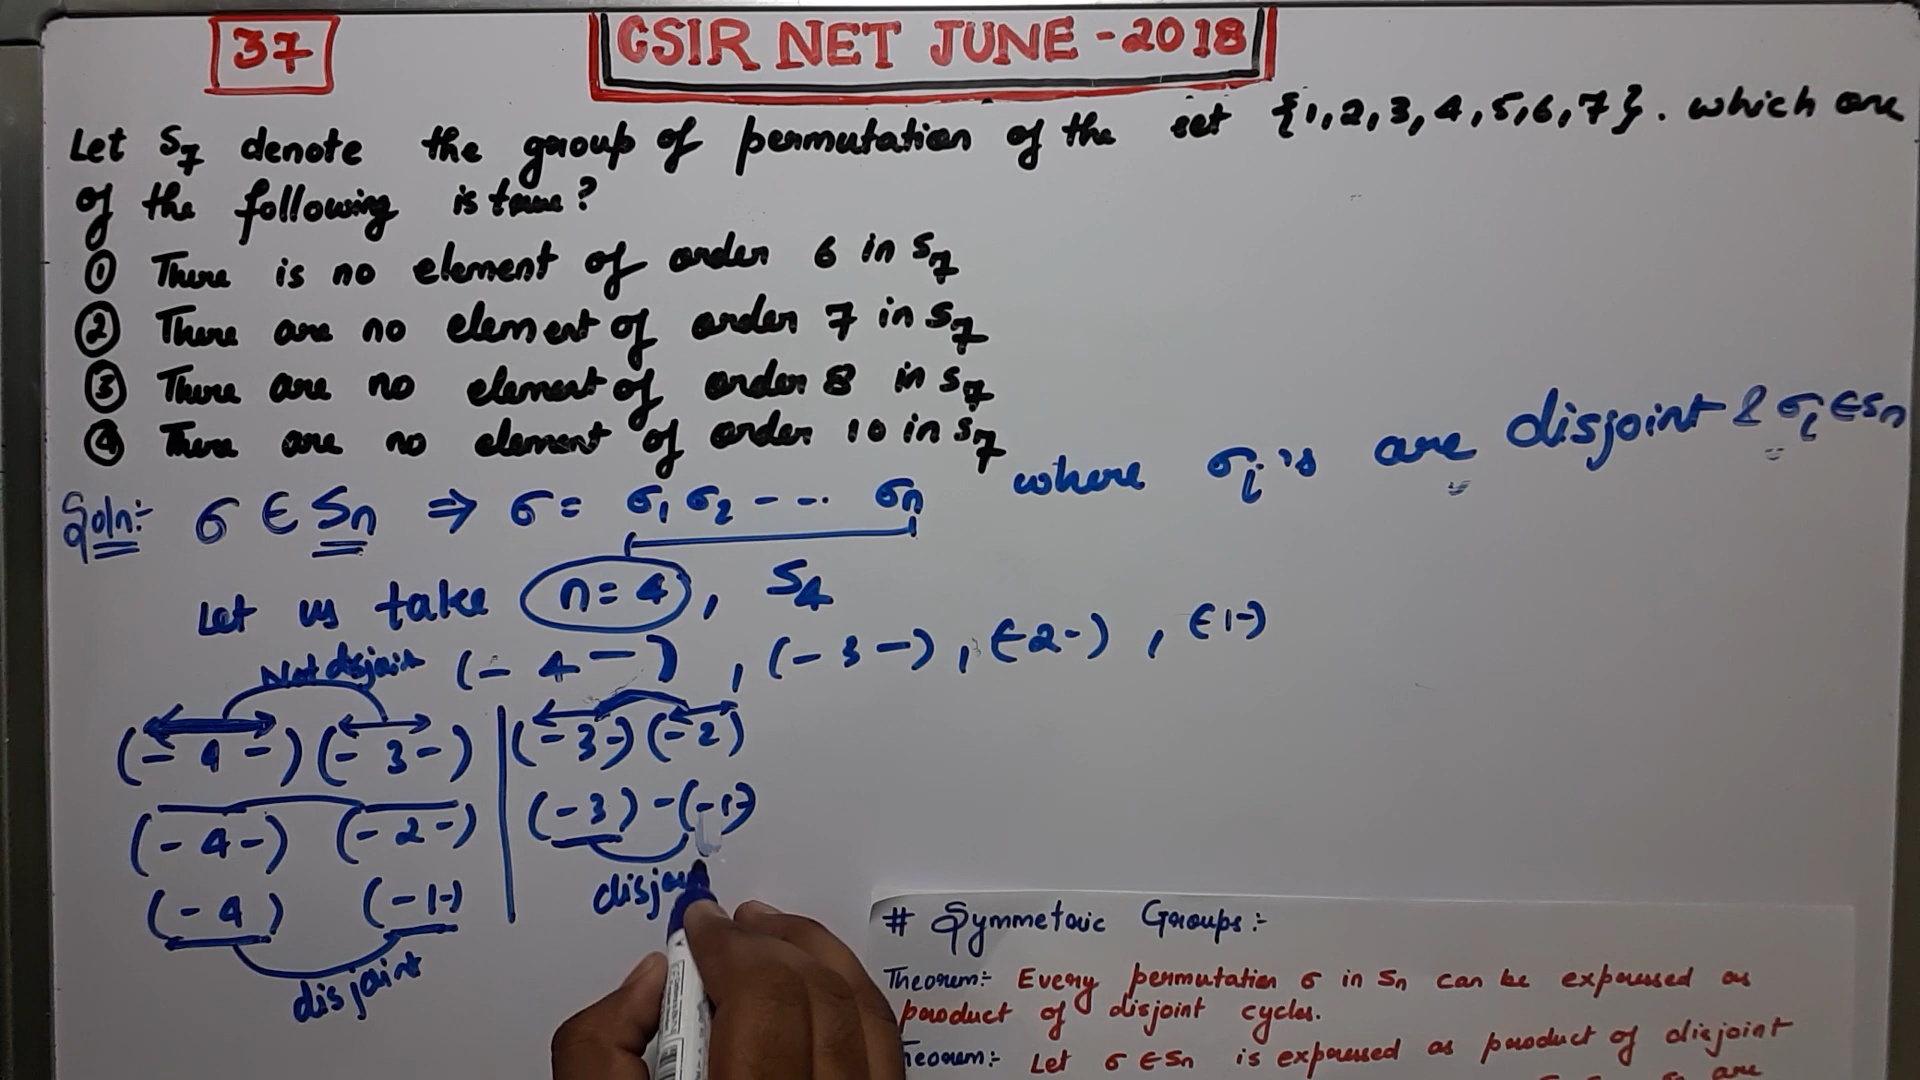 37
CSIR NET JUNE - 2018
Let S7 denote the group of permutation of the set {1,2,3,4,5,6,7}. which are
of the following is true?
① There is no element of order 6 in S7
② There are no element of order 7 in S7
③ There are no element of order 8 in S7
④ There are no element of order 10 in S7
Soln:- σ ∈ Sn ⇒ σ = σ1 σ2 --- σn where σi's are disjoint & σi ∈ Sn
Let us take n=4, S4
(- 4 -), (- 3 -), (-2-), (-1-)
Not disjoint
(- 4 -) (- 3 -) (-3-) (-2)
(-4-) (-2-) (-3) - (-1-)
(-4) (-1-)
disjoint
# Symmetric Groups:-
Theorem:- Every permutation σ in Sn can be expressed as
product of disjoint cycles.
Let σ ∈ Sn is expressed as product of disjoint
are